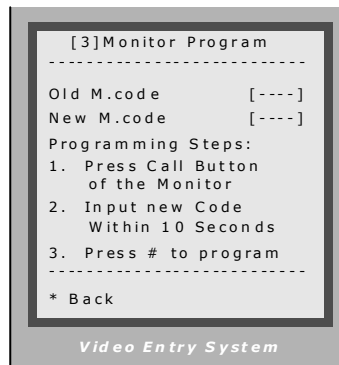 [3]Monitor Program
---------------------------
Old M.code [----]
New M.code [----]
Programming Steps:
1. Press Call Button
of the Monitor
2. Input new Code
Within 10 Seconds
3. Press # to program
---------------------------
* Back
Video Entry System